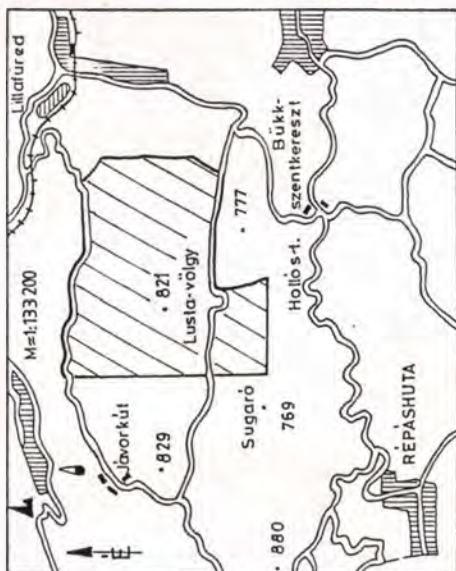 É
M=1:133 200
Lillafüred
Jávorkút
829
821
Lusta-völgy
777
Sugaró
769
880
Bükk-
szentkereszt
Hollós-t.
RÉPÁSHUTA